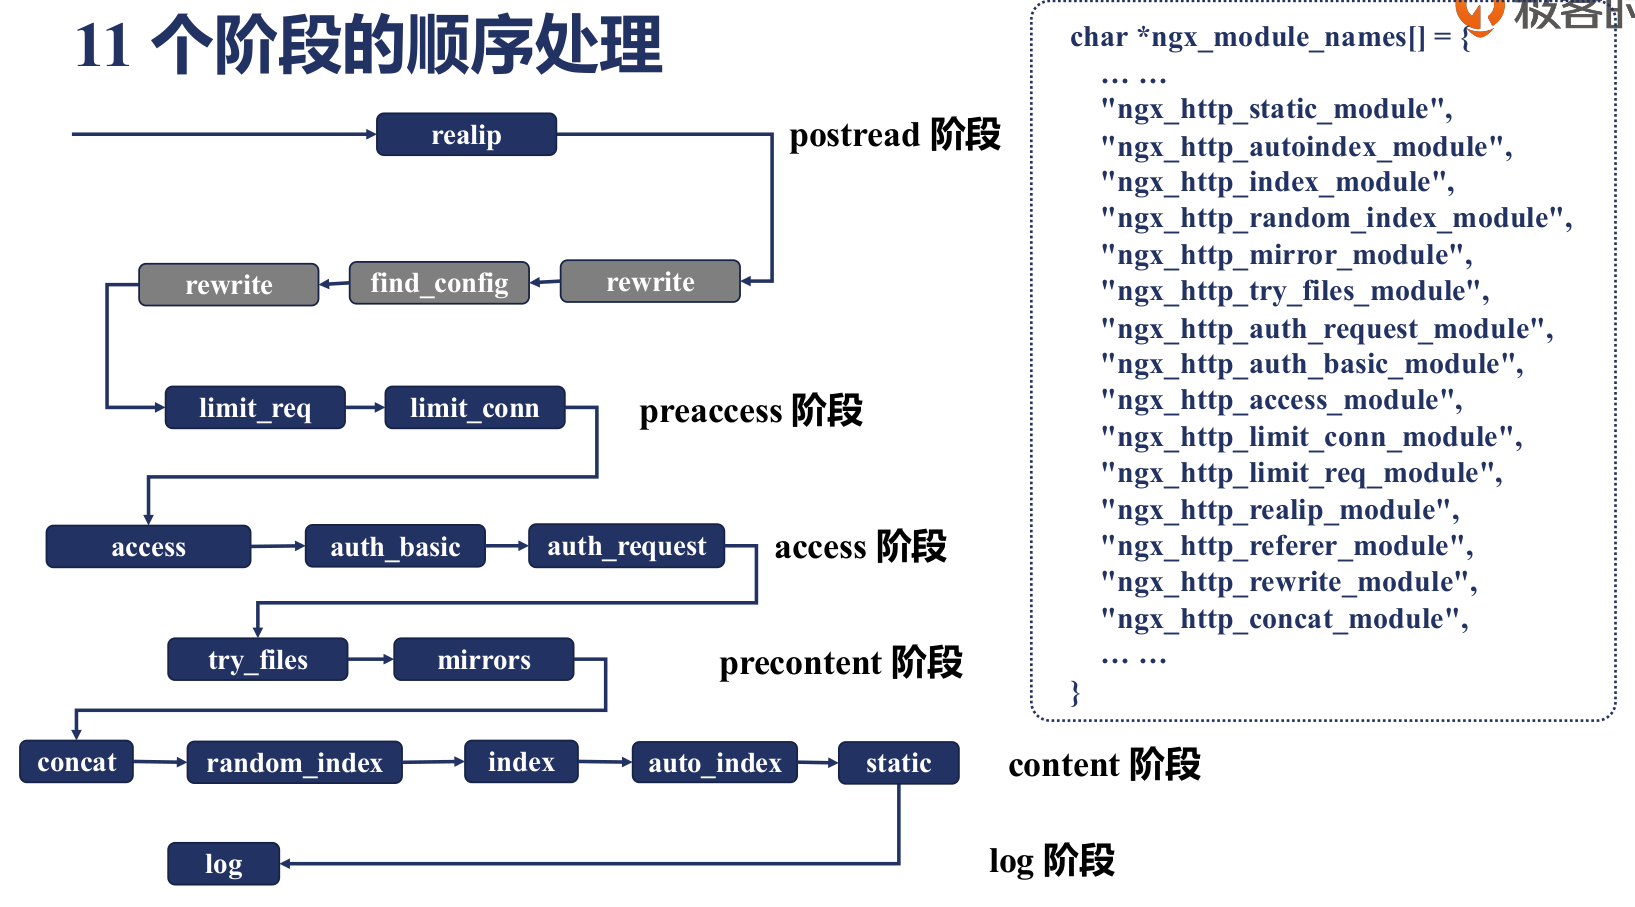 11 个阶段的顺序处理
realip
postread 阶段
rewrite
find_config
rewrite
limit_req
limit_conn
preaccess 阶段
access
auth_basic
auth_request
access 阶段
try_files
mirrors
precontent 阶段
concat
random_index
index
auto_index
static
content 阶段
log
log 阶段
极客时
char *ngx_module_names[] = {
… …
"ngx_http_static_module",
"ngx_http_autoindex_module",
"ngx_http_index_module",
"ngx_http_random_index_module",
"ngx_http_mirror_module",
"ngx_http_try_files_module",
"ngx_http_auth_request_module",
"ngx_http_auth_basic_module",
"ngx_http_access_module",
"ngx_http_limit_conn_module",
"ngx_http_limit_req_module",
"ngx_http_realip_module",
"ngx_http_referer_module",
"ngx_http_rewrite_module",
"ngx_http_concat_module",
… …
}